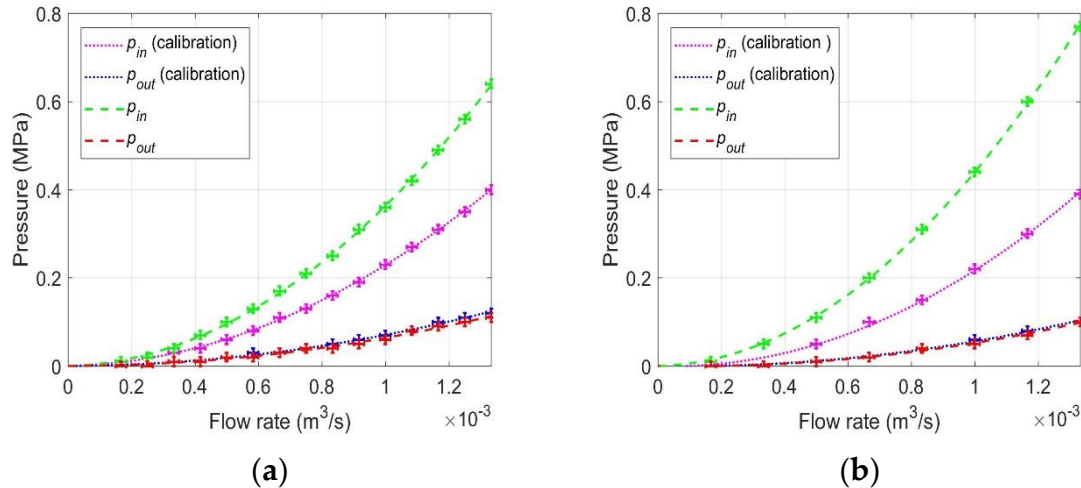 0.8
0.6
0.4
0.2
0
Pressure (MPa)
p_in (calibration)
p_out (calibration)
p_in
p_out
0 0.2 0.4 0.6 0.8 1 1.2
Flow rate (m³/s) ×10⁻³
(a)
0.8
0.6
0.4
0.2
0
Pressure (MPa)
p_in (calibration )
p_out (calibration)
p_in
p_out
0 0.2 0.4 0.6 0.8 1 1.2
Flow rate (m³/s) ×10⁻³
(b)